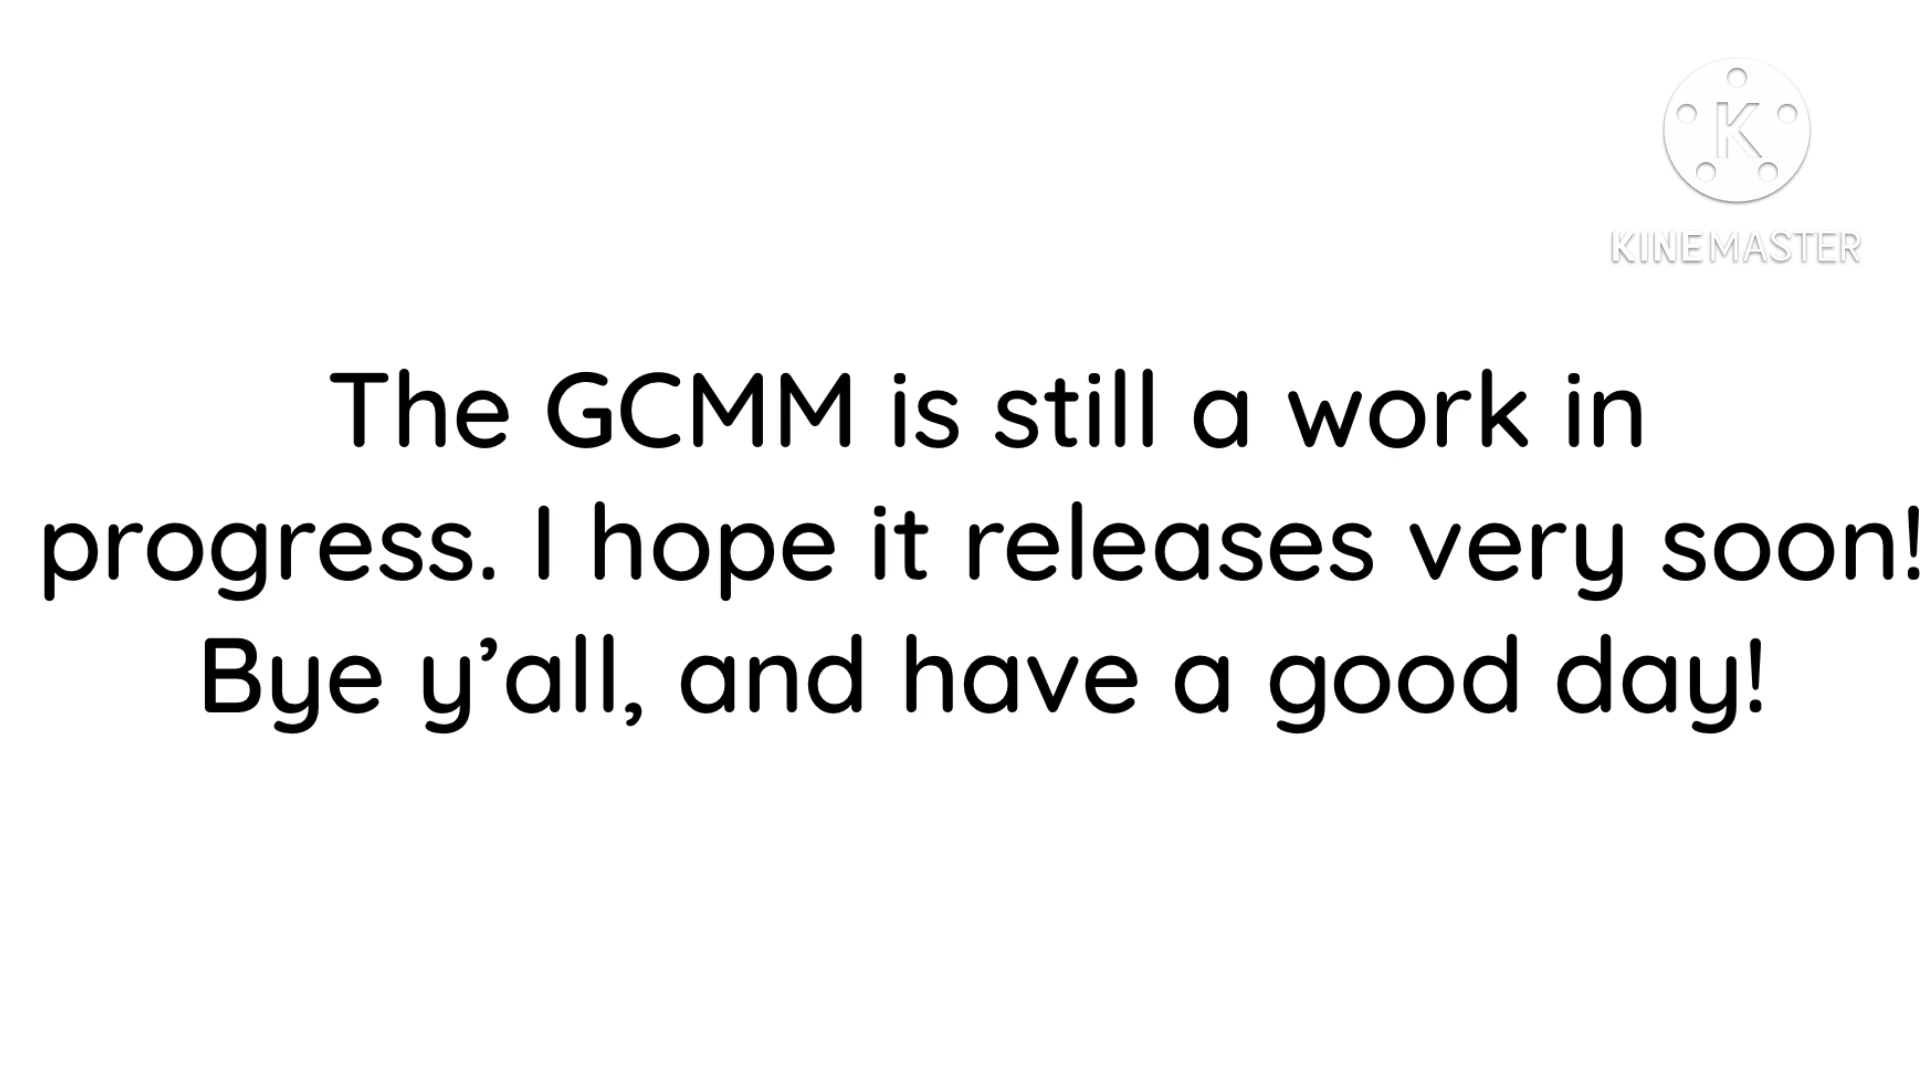 K
KINEMASTER
The GCMM is still a work in
progress. I hope it releases very soon!
Bye y’all, and have a good day!